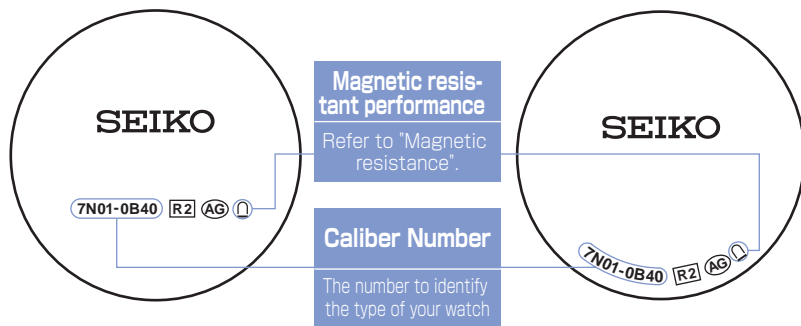 SEIKO
7N01-0B40 R2 AG
Magnetic resis-
tant performance
Refer to "Magnetic
resistance".
Caliber Number
The number to identify
the type of your watch
SEIKO
7N01-0B40 R2 AG